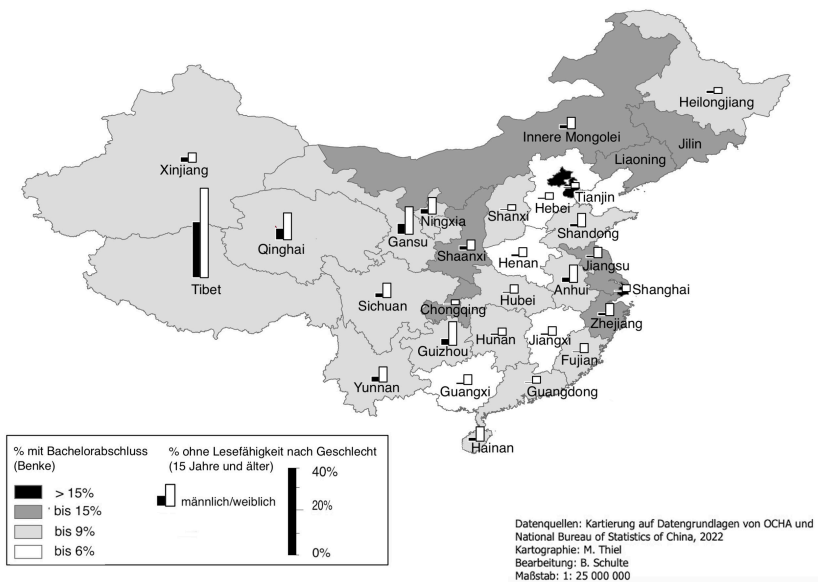 Heilongjiang
Innere Mongolei
Jilin
Liaoning
Xinjiang
Tianjin
Hebei
Ningxia
Shanxi
Shandong
Gansu
Qinghai
Shaanxi
Henan
Jiangsu
Tibet
Anhui
Shanghai
Sichuan
Hubei
Chongqing
Zhejiang
Hunan
Jiangxi
Guizhou
Fujian
Yunnan
Guangxi
Guangdong
Hainan
% mit Bachelorabschluss
(Benke)
> 15%
bis 15%
bis 9%
bis 6%
% ohne Lesefähigkeit nach Geschlecht
(15 Jahre und älter)
männlich/weiblich
40%
20%
0%
Datenquellen: Kartierung auf Datengrundlagen von OCHA und
National Bureau of Statistics of China, 2022
Kartographie: M. Thiel
Bearbeitung: B. Schulte
Maßstab: 1: 25 000 000